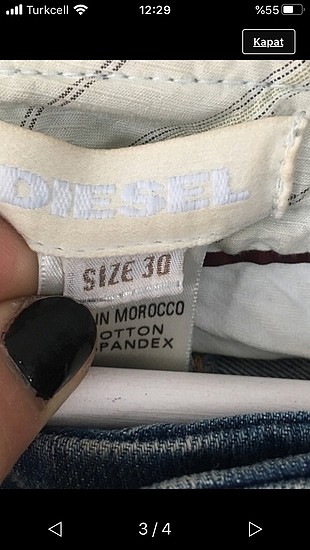 Turkcell 12:29 %55
Kapat
DIESEL
SIZE 30
IN MOROCCO
OTTON
PANDEX
3 / 4